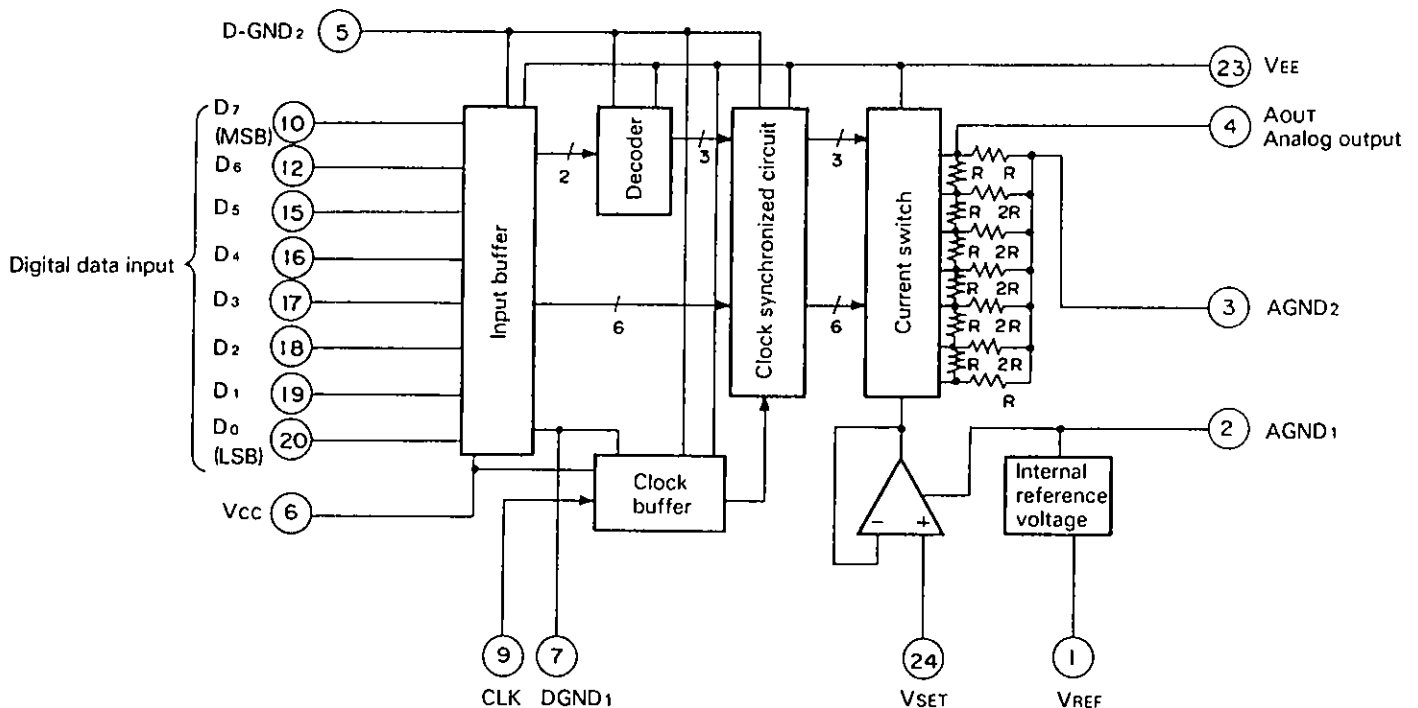 D-GND2 5
23 VEE
D7 (MSB) 10
4 AOUT Analog output
D6 12
D5 15
Digital data input
D4 16
D3 17
D2 18
D1 19
D0 (LSB) 20
VCC 6
Input buffer
2
Decoder
3
6
Clock synchronized circuit
3
6
Current switch
R R
R 2R
R 2R
R 2R
R 2R
R 2R
R
3 AGND2
2 AGND1
Clock buffer
- +
Internal reference voltage
9 CLK
7 DGND1
24 VSET
1 VREF